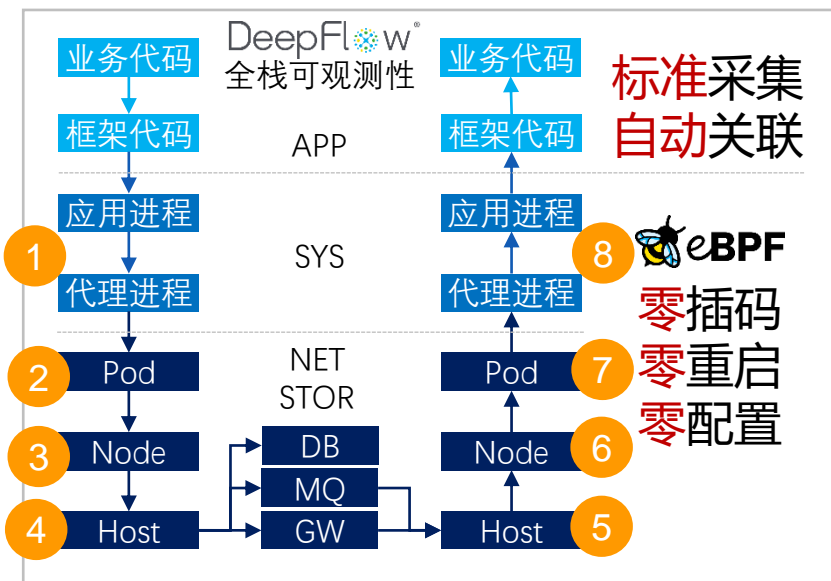 DeepFlow®
全栈可观测性
业务代码
框架代码
应用进程
代理进程
Pod
Node
Host
1
2
3
4
APP
SYS
NET
STOR
DB
MQ
GW
业务代码
框架代码
应用进程
代理进程
Pod
Node
Host
8
7
6
5
标准采集
自动关联
eBPF
零插码
零重启
零配置